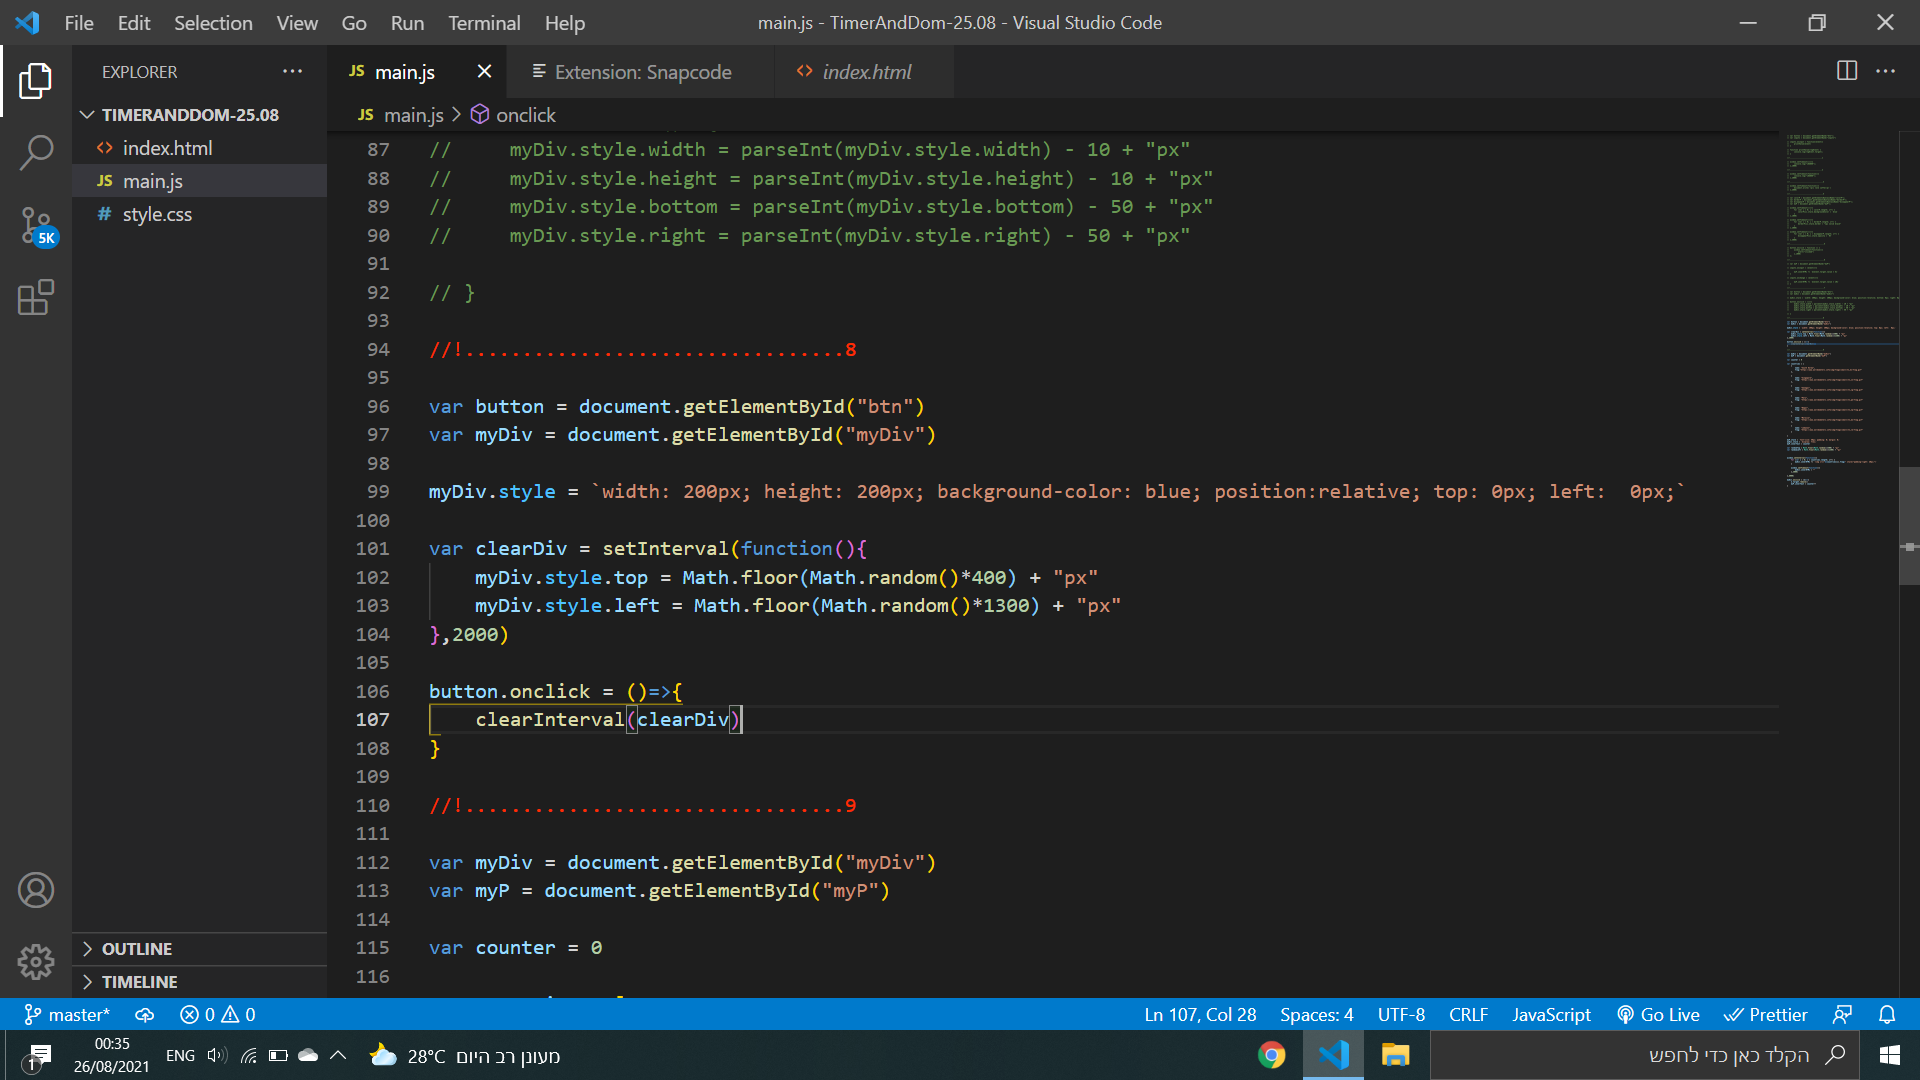 File Edit Selection View Go Run Terminal Help
main.js - TimerAndDom-25.08 - Visual Studio Code
EXPLORER
JS main.js
Extension: Snapcode
<> index.html
TIMERANDDOM-25.08
<> index.html
JS main.js
# style.css
5K
OUTLINE
TIMELINE
JS main.js > onclick
87 //     myDiv.style.width = parseInt(myDiv.style.width) - 10 + "px"
88 //     myDiv.style.height = parseInt(myDiv.style.height) - 10 + "px"
89 //     myDiv.style.bottom = parseInt(myDiv.style.bottom) - 50 + "px"
90 //     myDiv.style.right = parseInt(myDiv.style.right) - 50 + "px"
91
92 // }
93
94 //!.................................8
95
96 var button = document.getElementById("btn")
97 var myDiv = document.getElementById("myDiv")
98
99 myDiv.style = `width: 200px; height: 200px; background-color: blue; position:relative; top: 0px; left:  0px;`
100
101 var clearDiv = setInterval(function(){
102     myDiv.style.top = Math.floor(Math.random()*400) + "px"
103     myDiv.style.left = Math.floor(Math.random()*1300) + "px"
104 },2000)
105
106 button.onclick = ()=>{
107     clearInterval(clearDiv)
108 }
109
110 //!.................................9
111
112 var myDiv = document.getElementById("myDiv")
113 var myP = document.getElementById("myP")
114
115 var counter = 0
116
master* 0 0
Ln 107, Col 28 Spaces: 4 UTF-8 CRLF JavaScript Go Live Prettier
1
00:35
26/08/2021
ENG
28°C מעונן רב היום
הקלד כאן כדי לחפש